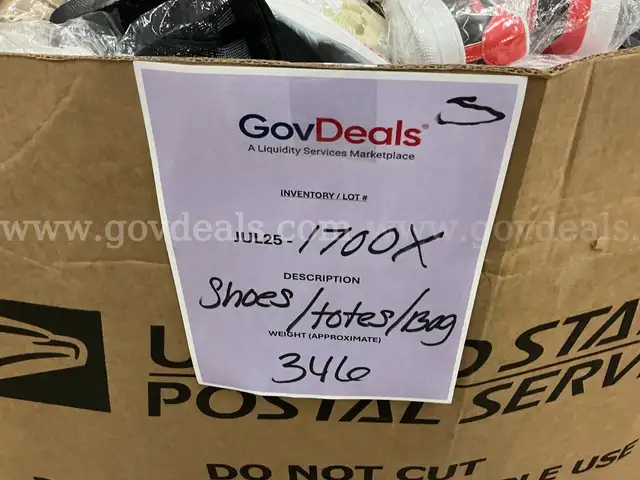 GovDeals®
A Liquidity Services Marketplace
INVENTORY / LOT #
www.govdeals.com www.govdeals.com
JUL25 - 1700X
DESCRIPTION
Shoes/totes/Bag
WEIGHT (APPROXIMATE)
346
POSTAL SERV
DO NOT CUT
USE